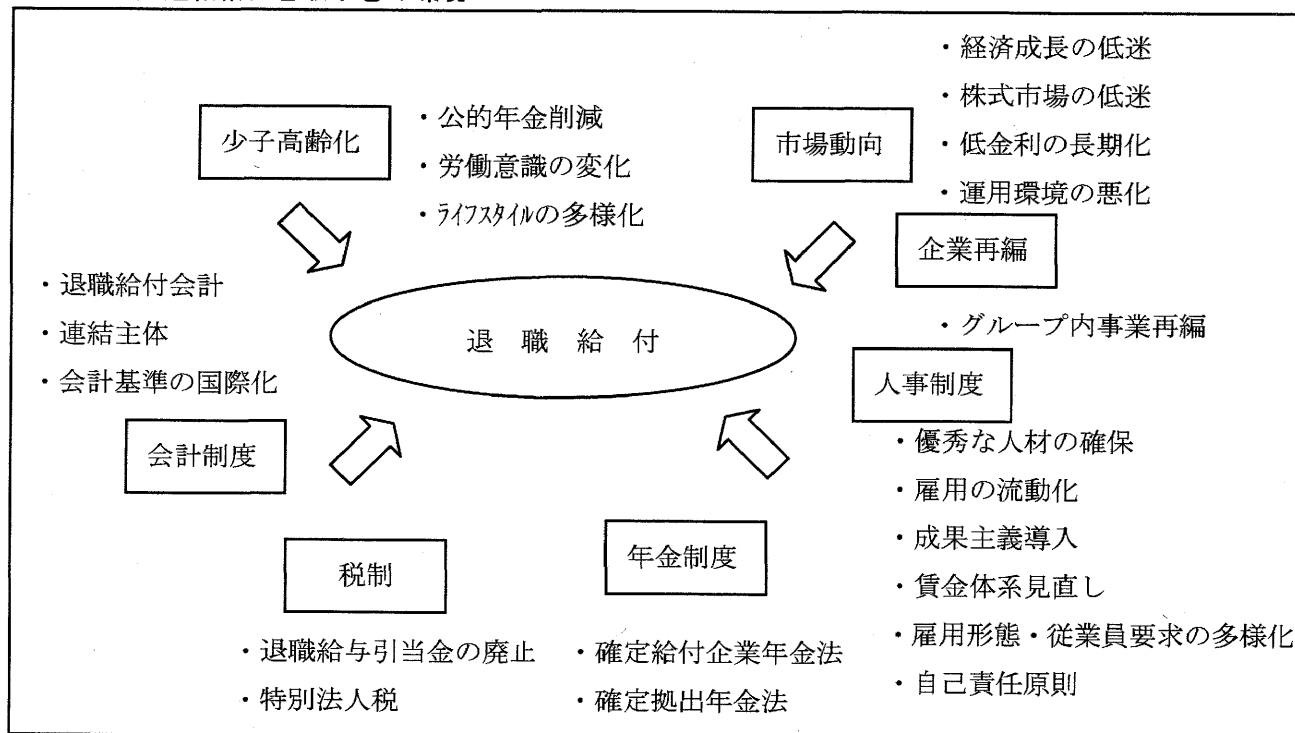 少子高齢化
・公的年金削減
・労働意識の変化
・ﾗｲﾌｽﾀｲﾙの多様化
市場動向
・経済成長の低迷
・株式市場の低迷
・低金利の長期化
・運用環境の悪化
企業再編
・グループ内事業再編
・退職給付会計
・連結主体
・会計基準の国際化
会計制度
退職給付
人事制度
・優秀な人材の確保
・雇用の流動化
・成果主義導入
・賃金体系見直し
・雇用形態・従業員要求の多様化
・自己責任原則
税制
・退職給与引当金の廃止
・特別法人税
年金制度
・確定給付企業年金法
・確定拠出年金法